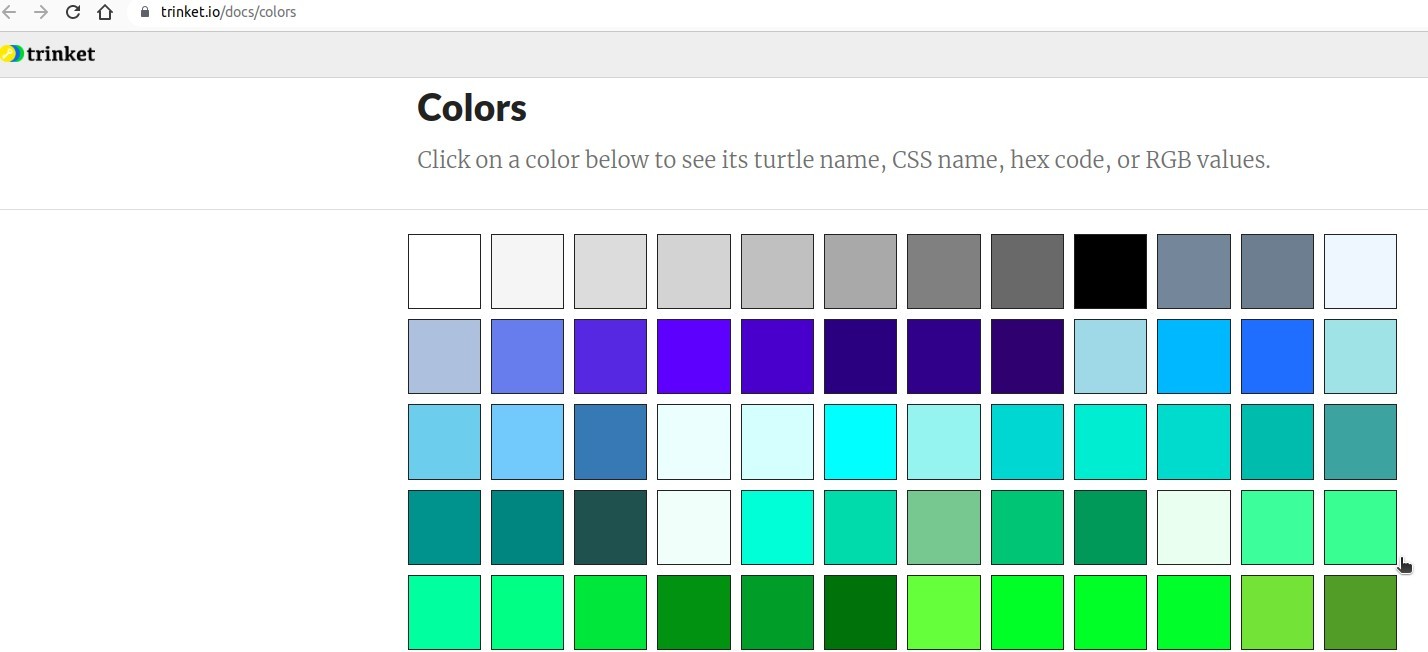 trinket.io/docs/colors
trinket
Colors
Click on a color below to see its turtle name, CSS name, hex code, or RGB values.